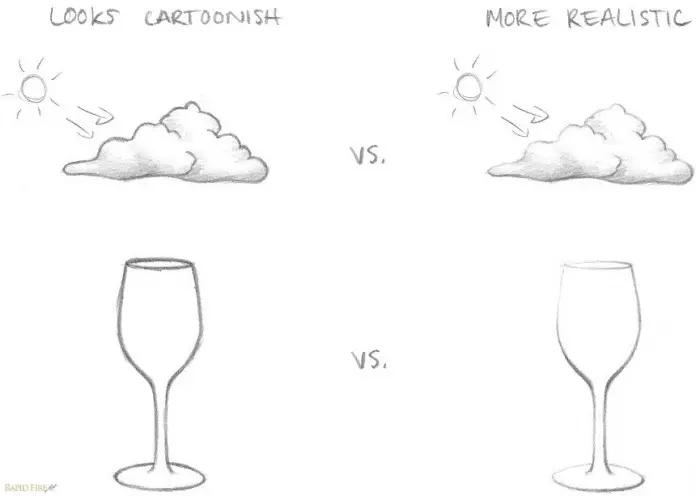 LOOKS CARTOONISH
MORE REALISTIC
VS.
VS.
RAPID FIRE